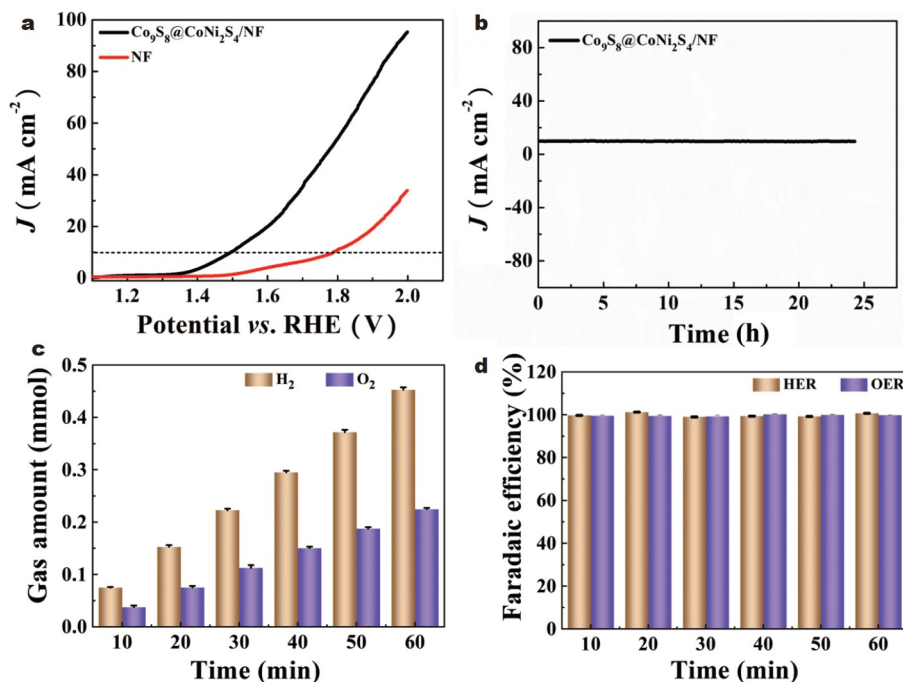 a
100
80
60
40
20
0
J (mA cm⁻²)
Co₉S₈@CoNi₂S₄/NF
NF
1.2 1.4 1.6 1.8 2.0
Potential vs. RHE (V)
b
80
40
0
-40
-80
J (mA cm⁻²)
Co₉S₈@CoNi₂S₄/NF
0 5 10 15 20 25
Time (h)
c
0.5
0.4
0.3
0.2
0.1
0.0
Gas amount (mmol)
H₂ O₂
10 20 30 40 50 60
Time (min)
d
120
100
80
60
40
20
0
Faradaic efficiency (%)
HER OER
10 20 30 40 50 60
Time (min)